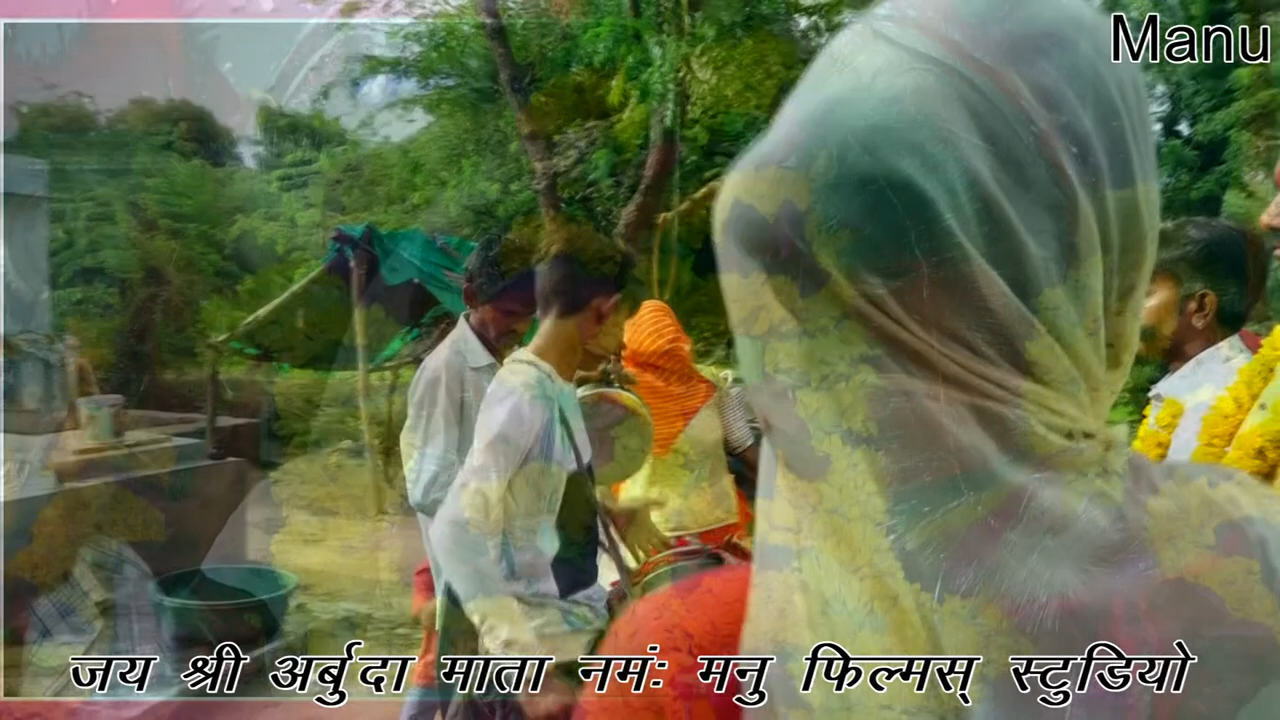 Manu
जय श्री अर्बुदा माता नमंः मनु फिल्मस् स्टुडियो